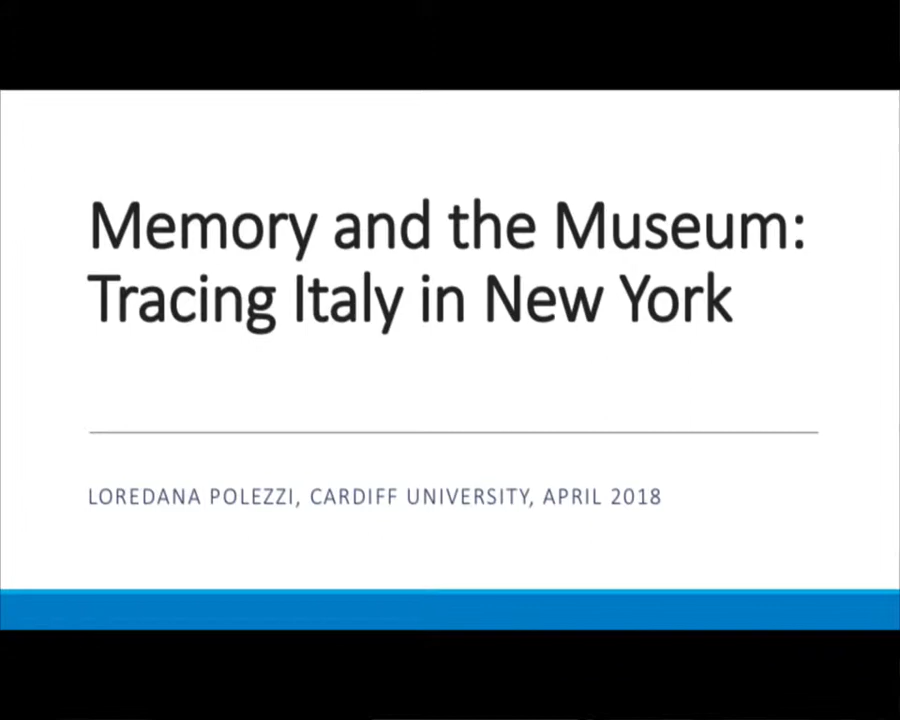 Memory and the Museum:
Tracing Italy in New York
LOREDANA POLEZZI, CARDIFF UNIVERSITY, APRIL 2018